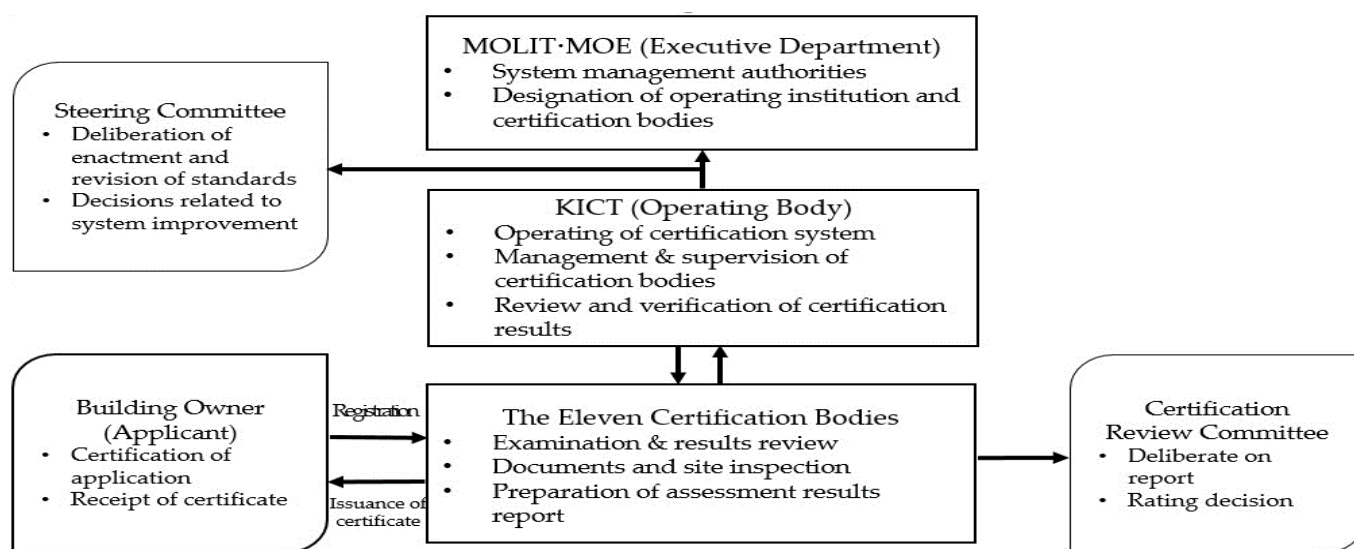 MOLIT·MOE (Executive Department)
• System management authorities
• Designation of operating institution and
certification bodies
Steering Committee
• Deliberation of
enactment and
revision of standards
• Decisions related to
system improvement
KICT (Operating Body)
• Operating of certification system
• Management & supervision of
certification bodies
• Review and verification of certification
results
Building Owner
(Applicant)
• Certification of
application
• Receipt of certificate
Registration
Issuance of
certificate
The Eleven Certification Bodies
• Examination & results review
• Documents and site inspection
• Preparation of assessment results
report
Certification
Review Committee
• Deliberate on
report
• Rating decision